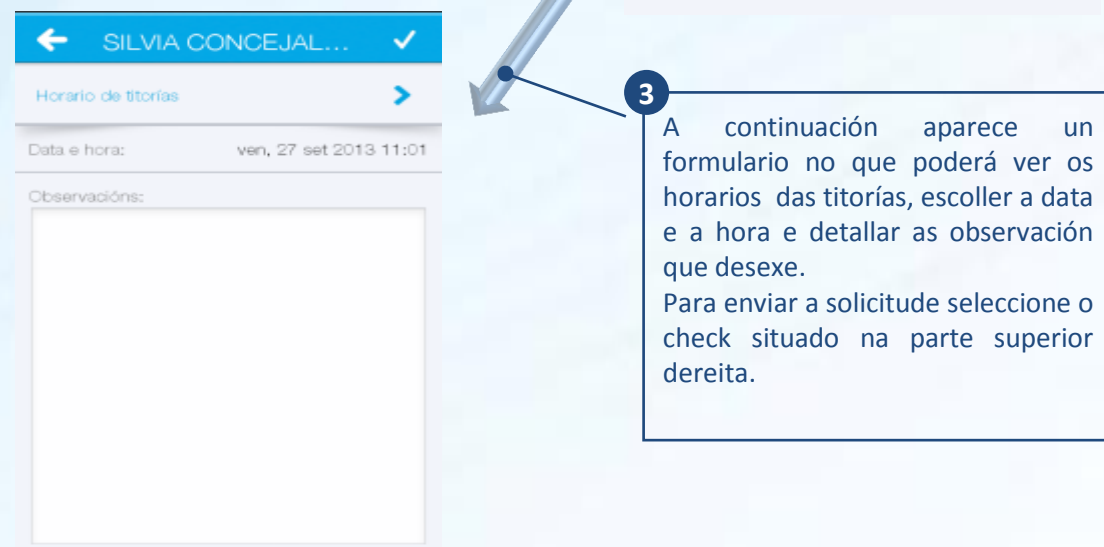 SILVIA CONCEJAL...
Horario de titorías
Data e hora: ven, 27 set 2013 11:01
Observacións:
3
A continuación aparece un
formulario no que poderá ver os
horarios das titorías, escoller a data
e a hora e detallar as observación
que desexe.
Para enviar a solicitude seleccione o
check situado na parte superior
dereita.